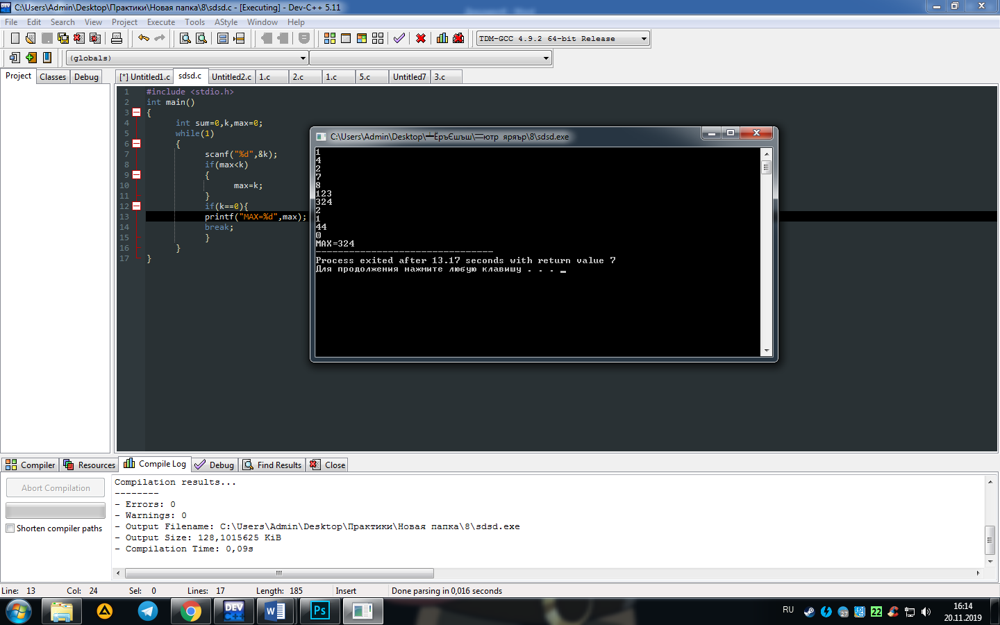 C:\Users\Admin\Desktop\Практики\Новая папка\8\sdsd.c - [Executing] - Dev-C++ 5.11
File Edit Search View Project Execute Tools AStyle Window Help
TDM-GCC 4.9.2 64-bit Release
(globals)
Project Classes Debug
[*] Untitled1.c sdsd.c Untitled2.c 1.c 2.c 1.c 5.c Untitled7 3.c
1 #include <stdio.h>
2 int main()
3 {
4 int sum=0,k,max=0;
5 while(1)
6 {
7 scanf("%d",&k);
8 if(max<k)
9 {
10 max=k;
11 }
12 if(k==0){
13 printf("MAX=%d",max);
14 break;
15 }
16 }
17 }
C:\Users\Admin\Desktop\╧ЁръЄшъш\═ютр  яряър\8\sdsd.exe
1
4
2
7
8
123
324
2
1
44
0
MAX=324
--------------------------------
Process exited after 13.17 seconds with return value 7
Для продолжения нажмите любую клавишу . . .
Compiler Resources Compile Log Debug Find Results Close
Abort Compilation
Shorten compiler paths
Compilation results...
--------
- Errors: 0
- Warnings: 0
- Output Filename: C:\Users\Admin\Desktop\Практики\Новая папка\8\sdsd.exe
- Output Size: 128,1015625 KiB
- Compilation Time: 0,09s
Line: 13 Col: 24 Sel: 0 Lines: 17 Length: 185 Insert Done parsing in 0,016 seconds
DEV C++
W
Ps
RU
27
22
16:14
20.11.2019